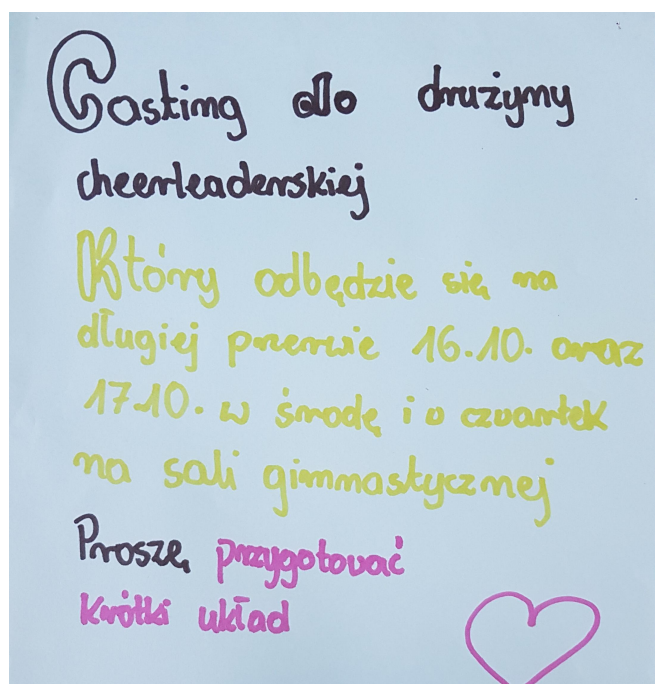 Casting do drużyny
cheerleaderskiej
Który odbędzie się na
długiej przerwie 16.10. oraz
17.10. w środę i w czwartek
na sali gimnastycznej
Proszę przygotować
krótki układ